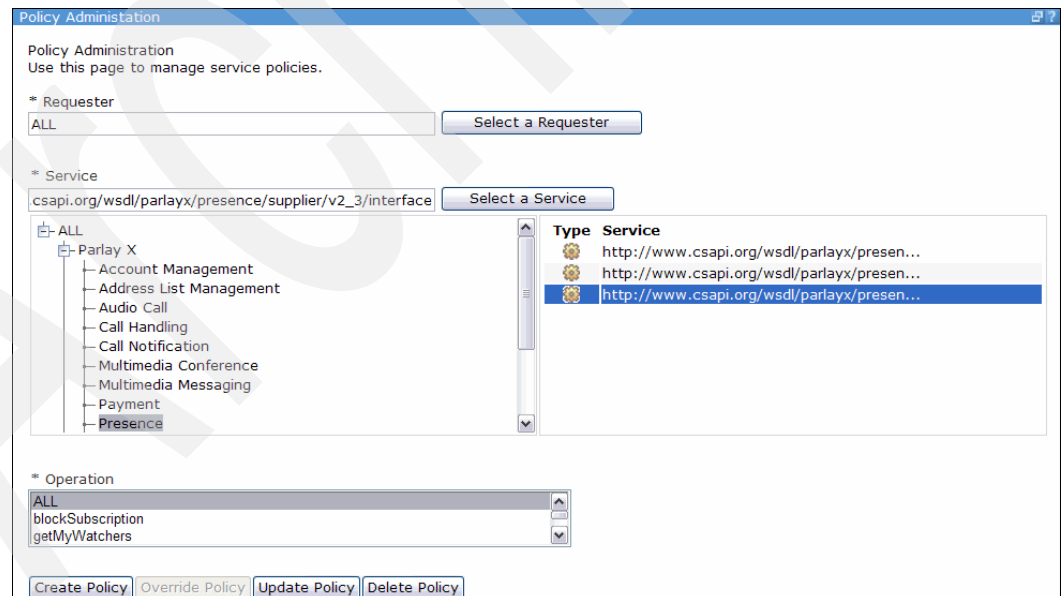 Policy Administation
Policy Administration
Use this page to manage service policies.
* Requester
ALL
Select a Requester
* Service
.csapi.org/wsdl/parlayx/presence/supplier/v2_3/interface
Select a Service
ALL
Parlay X
Account Management
Address List Management
Audio Call
Call Handling
Call Notification
Multimedia Conference
Multimedia Messaging
Payment
Presence
Type Service
http://www.csapi.org/wsdl/parlayx/presen...
http://www.csapi.org/wsdl/parlayx/presen...
http://www.csapi.org/wsdl/parlayx/presen...
* Operation
ALL
blockSubscription
getMyWatchers
Create Policy Override Policy Update Policy Delete Policy